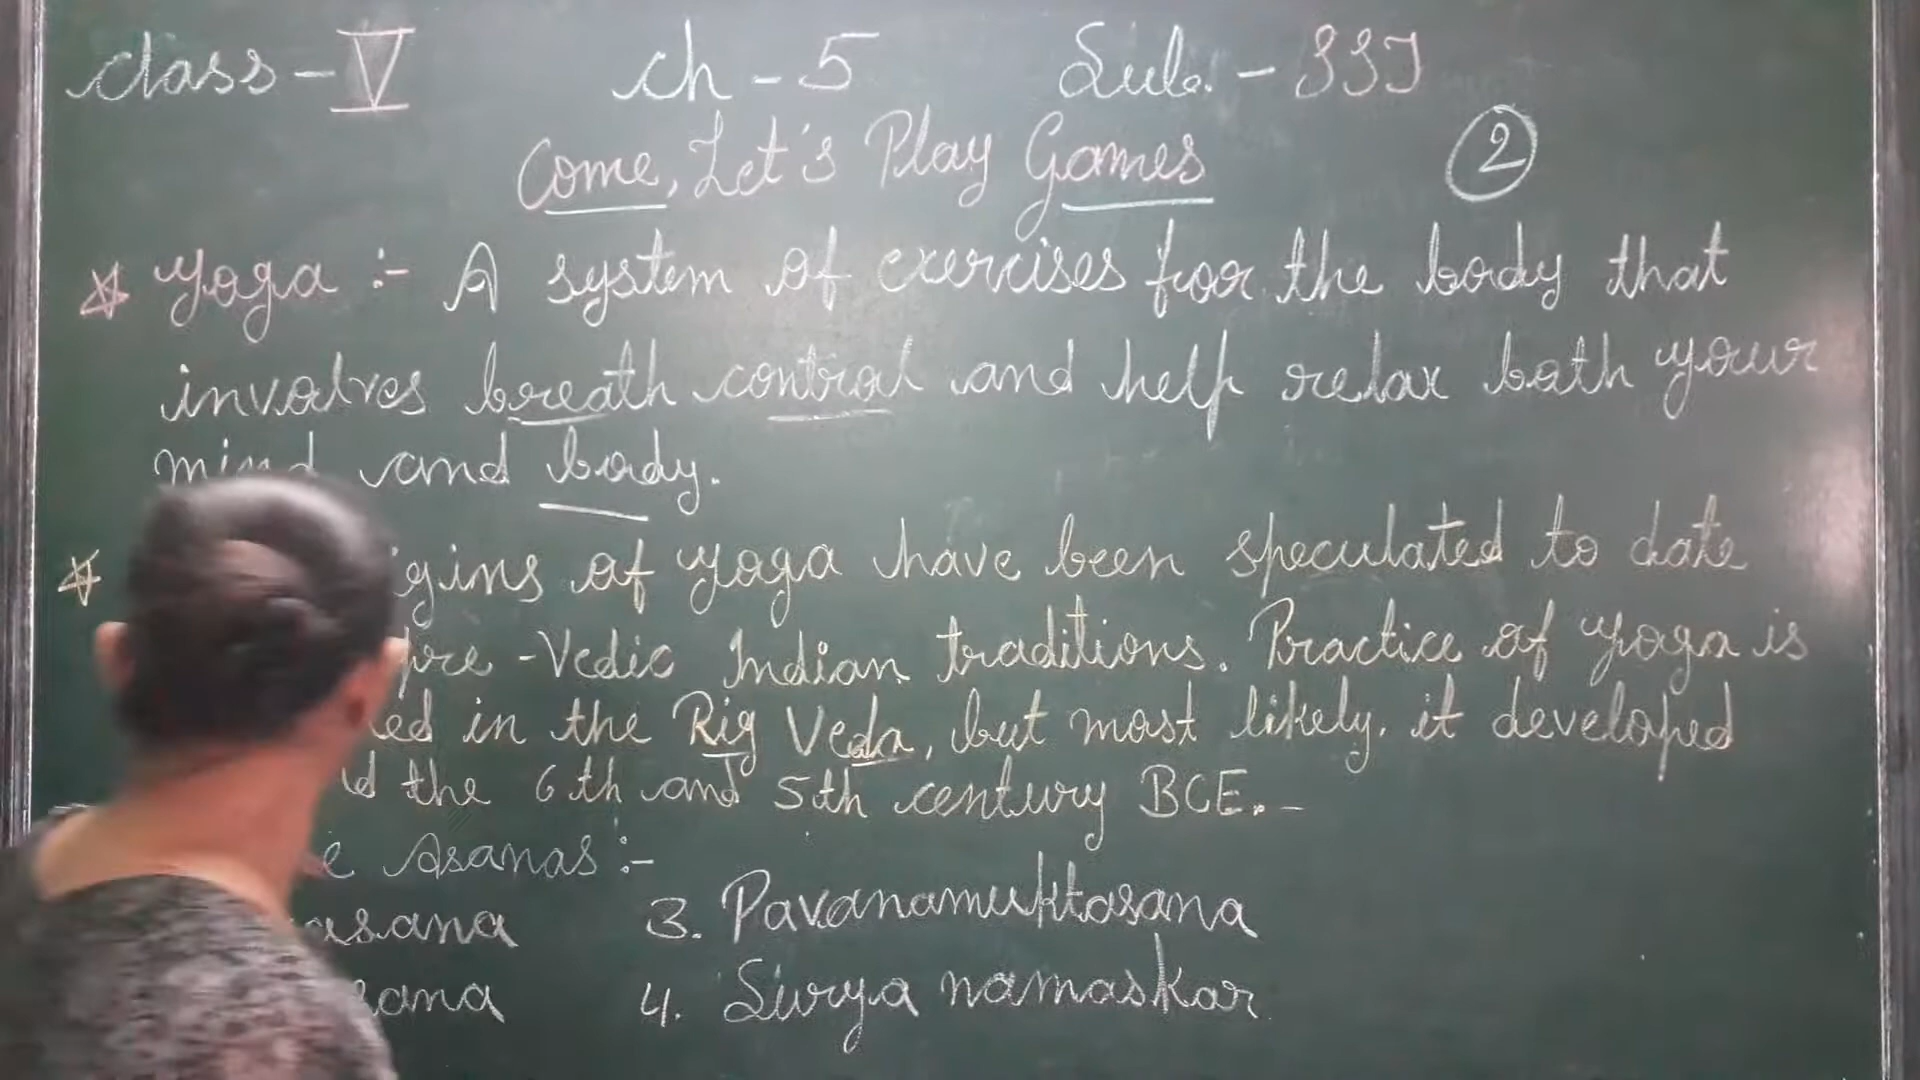 class - V ch - 5 Sub. - SST
Come, Let's Play Games 2
* Yoga :- A system of exercises for the body that
involves breath control and help relax both your
mind and body.
* of yoga have been speculated to date
pre-Vedic Indian traditions. Practice of yoga is
in the Rig Veda, but most likely. it developed
the 6th and 5th century BCE. -
Asanas :-
3. Pavanamuktasana
4. Surya namaskar